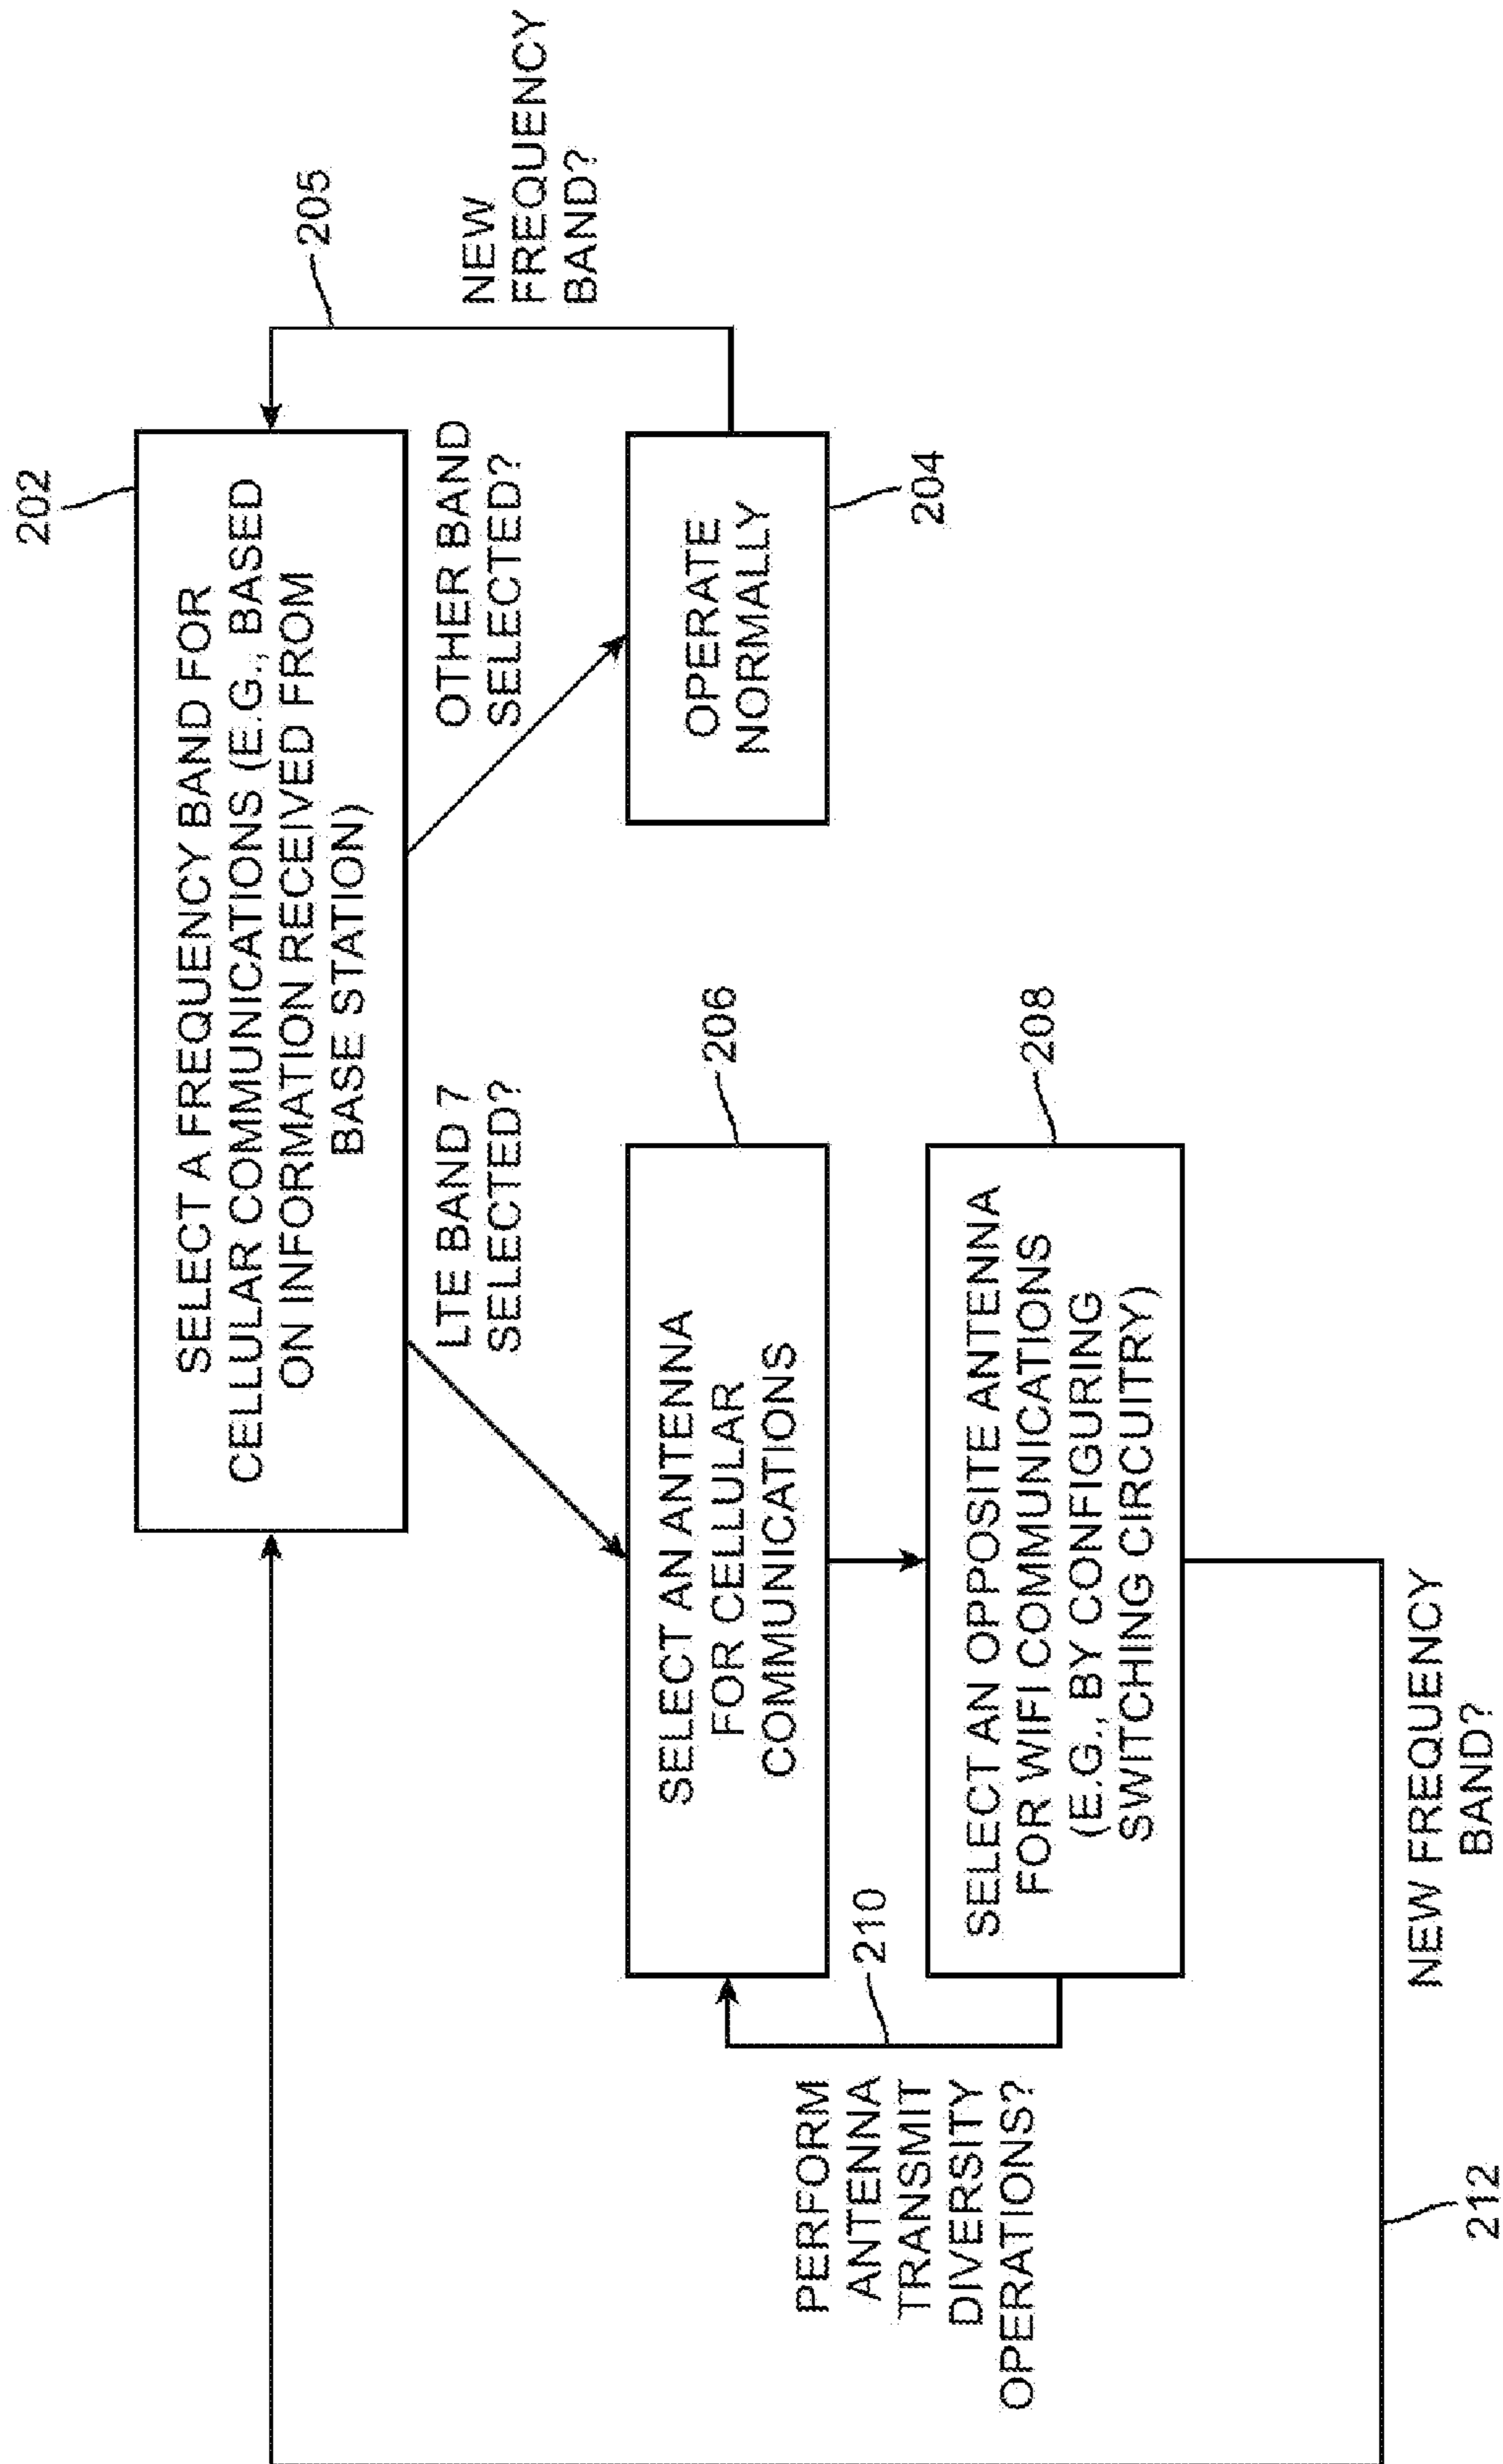 202
SELECT A FREQUENCY BAND FOR
CELLULAR COMMUNICATIONS (E.G., BASED
ON INFORMATION RECEIVED FROM
BASE STATION)
205
NEW
FREQUENCY
BAND?
LTE BAND 7
SELECTED?
OTHER BAND
SELECTED?
OPERATE
NORMALLY
204
206
SELECT AN ANTENNA
FOR CELLULAR
COMMUNICATIONS
PERFORM
ANTENNA
TRANSMIT
DIVERSITY
OPERATIONS?
210
208
SELECT AN OPPOSITE ANTENNA
FOR WIFI COMMUNICATIONS
(E.G., BY CONFIGURING
SWITCHING CIRCUITRY)
NEW FREQUENCY
BAND?
212